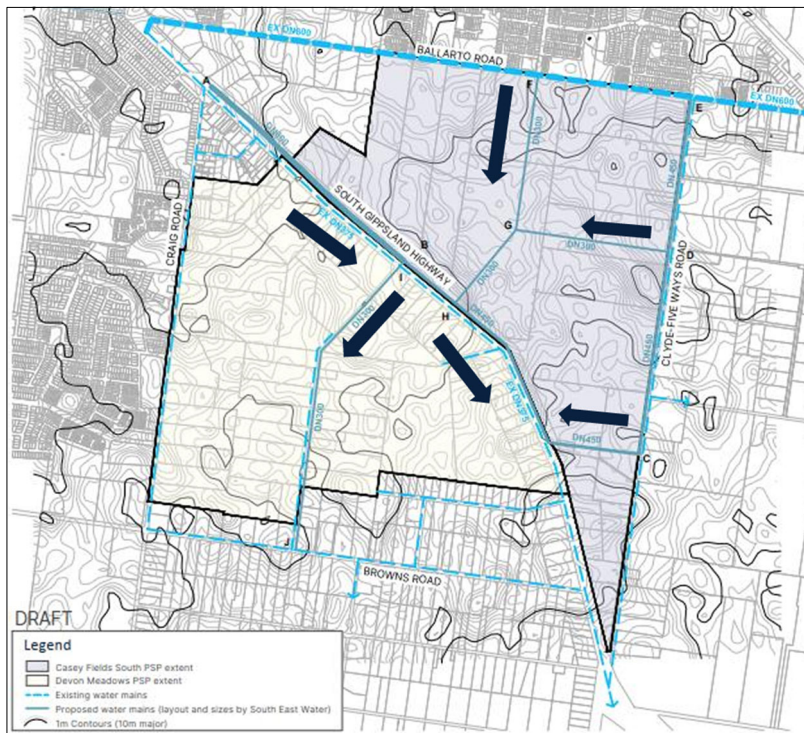 EX DN600
BALLARTO ROAD
A
F
E
EX DN600
DN300
DN450
CRAIG ROAD
SOUTH GIPPSLAND HIGHWAY
EX DN375
B
G
DN300
D
I
DN300
DN300
H
CLYDE-FIVE WAYS ROAD
DN450
EX DN375
DN300
DN450
C
J
BROWNS ROAD
DRAFT
Legend
Casey Fields South PSP extent
Devon Meadows PSP extent
Existing water mains
Proposed water mains (layout and sizes by South East Water)
1m Contours (10m major)